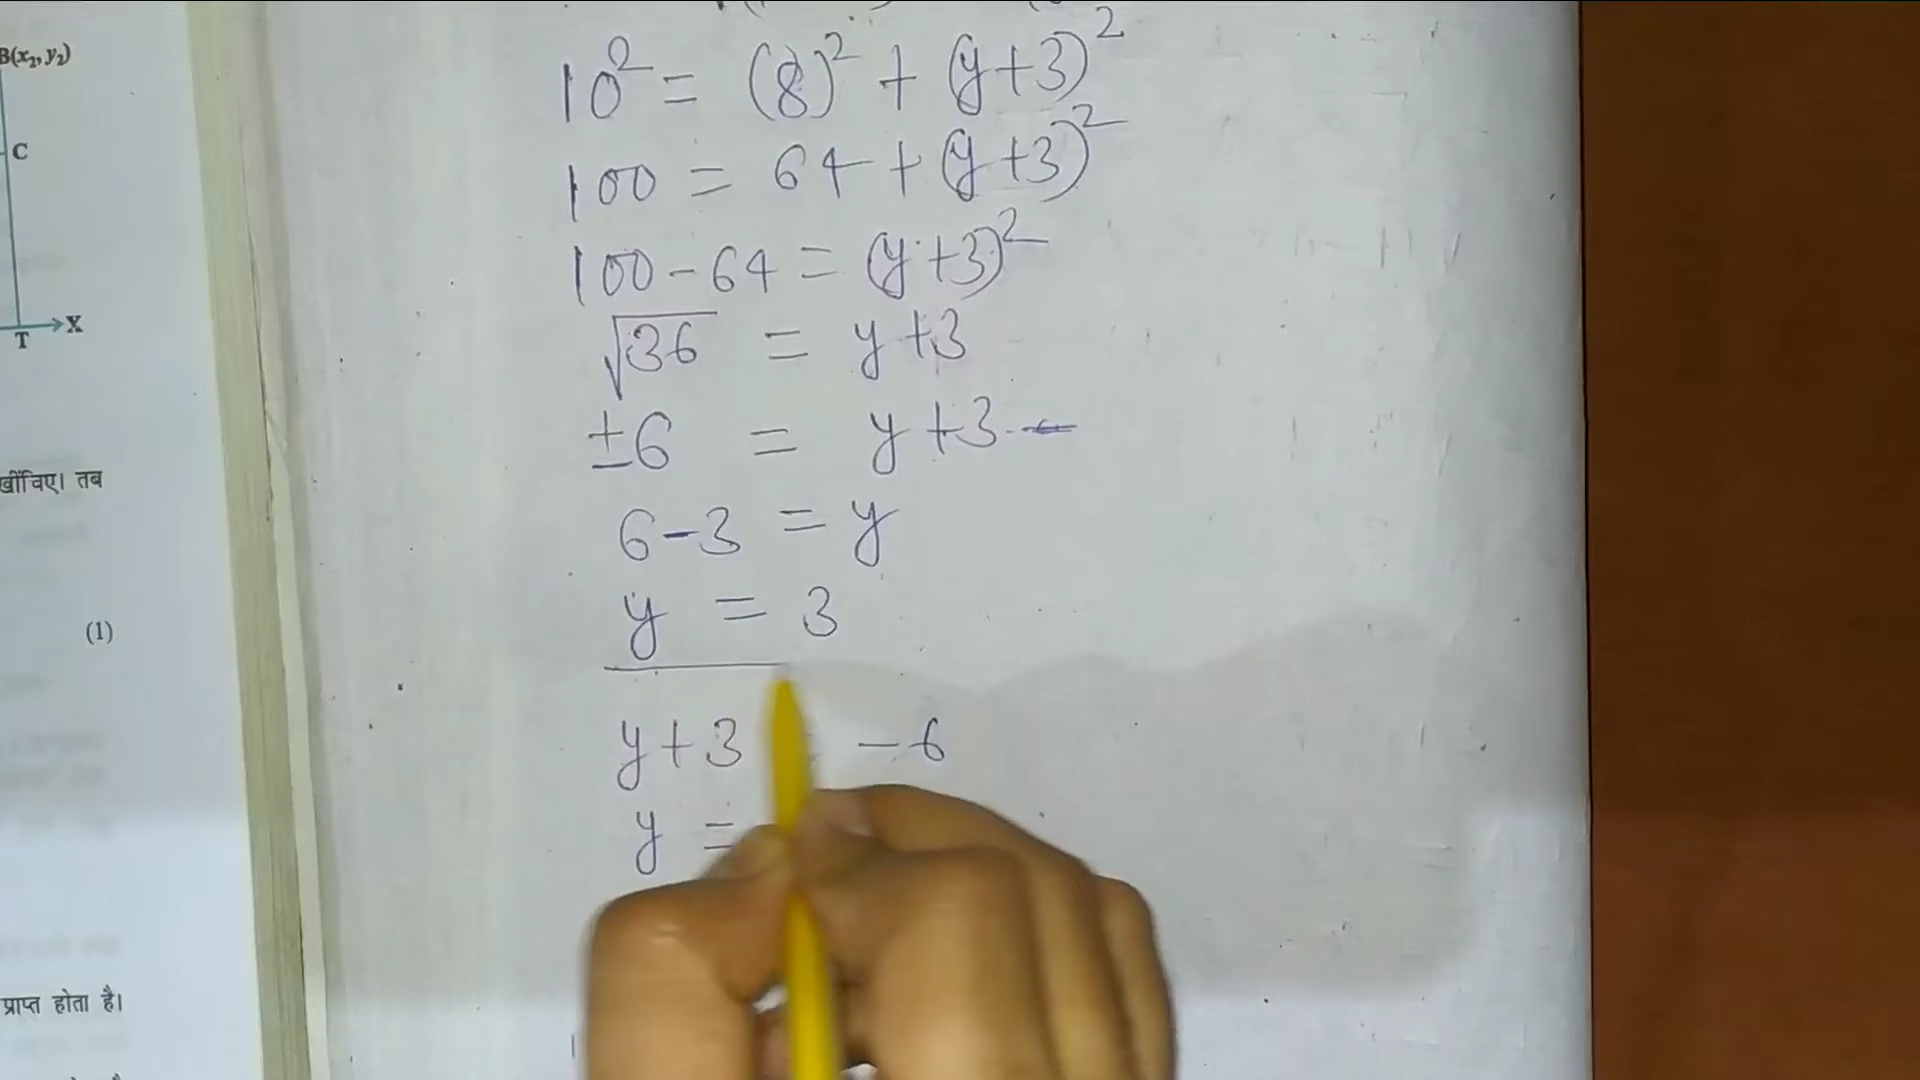 B(x₂, y₂)
C
X
T
खींचिए। तब
(1)
प्राप्त होता है।
10² = (8)² + (y+3)²
100 = 64 + (y+3)²
100 - 64 = (y+3)²
√36 = y+3
±6 = y+3 -
6-3 = y
y = 3
y+3 = -6
y =